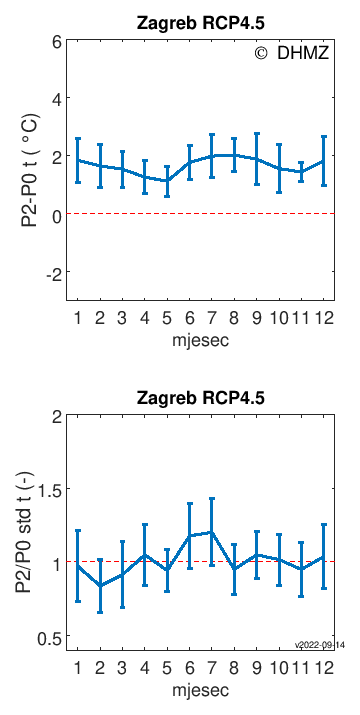 Zagreb RCP4.5
© DHMZ
P2-P0 t ( °C)
6
4
2
0
-2
1 2 3 4 5 6 7 8 9 10 11 12
mjesec
Zagreb RCP4.5
P2/P0 std t (-)
2
1.5
1
0.5
v2022-09-14
1 2 3 4 5 6 7 8 9 10 11 12
mjesec